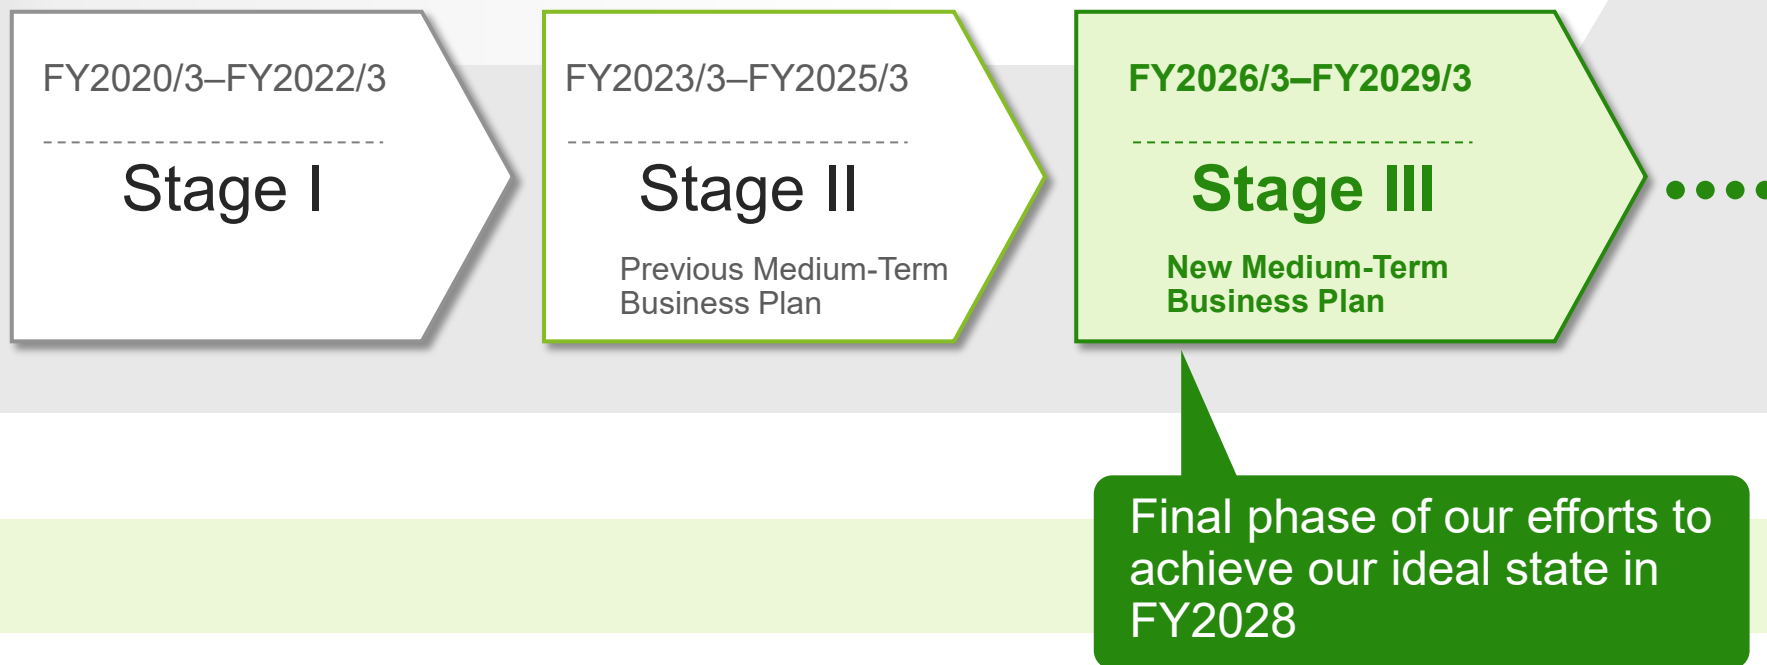 FY2020/3–FY2022/3
Stage I
FY2023/3–FY2025/3
Stage II
Previous Medium-Term
Business Plan
FY2026/3–FY2029/3
Stage III
New Medium-Term
Business Plan
Final phase of our efforts to
achieve our ideal state in
FY2028